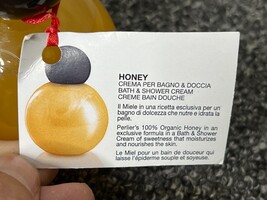 HONEY
CREMA PER BAGNO & DOCCIA
BATH & SHOWER CREAM
CREME BAIN DOUCHE
Il Miele in una ricetta esclusiva per un
bagno di dolcezza che nutre e idrata la
pelle.
Perlier's 100% Organic Honey in an
exclusive formula in a Bath & Shower
Cream of sweetness that moisturizes
and nourishes the skin.
Le Miel pour un bain de douceur qui
laisse l'épiderme souple et soyeuse.